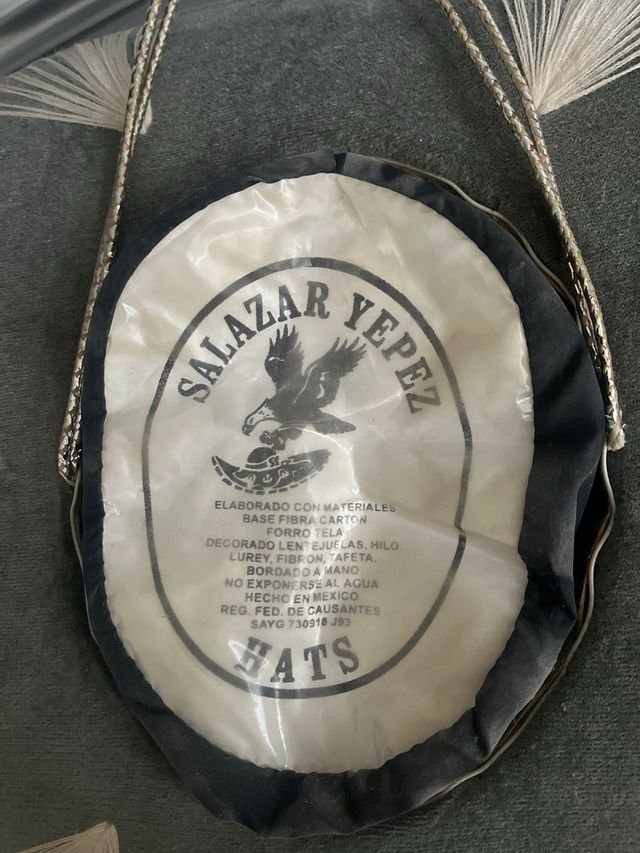 SALAZAR YEPEZ
ELABORADO CON MATERIALES
BASE FIBRA CARTON
FORRO TELA
DECORADO LENTEJUELAS. HILO.
LUREY, FIBRON, TAFETA.
BORDADO A MANO
NO EXPONERSE AL AGUA
HECHO EN MEXICO
REG. FED. DE CAUSANTES
SAYG 730918 J93
HATS